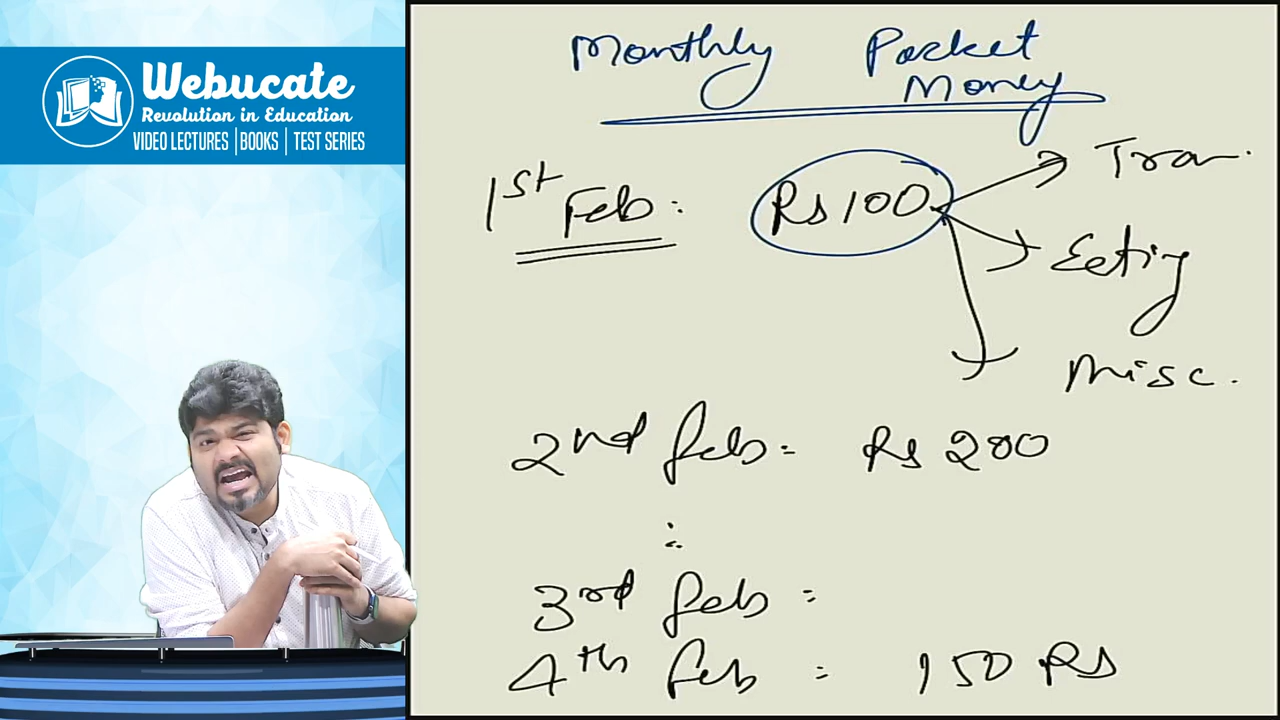 Webucate
Revolution in Education
VIDEO LECTURES | BOOKS | TEST SERIES
Monthly Pocket
Money
1st Feb: Rs 100
Tran.
Eeting
Misc.
2nd feb = Rs 200
:
3rd feb =
4th feb = 150 RS